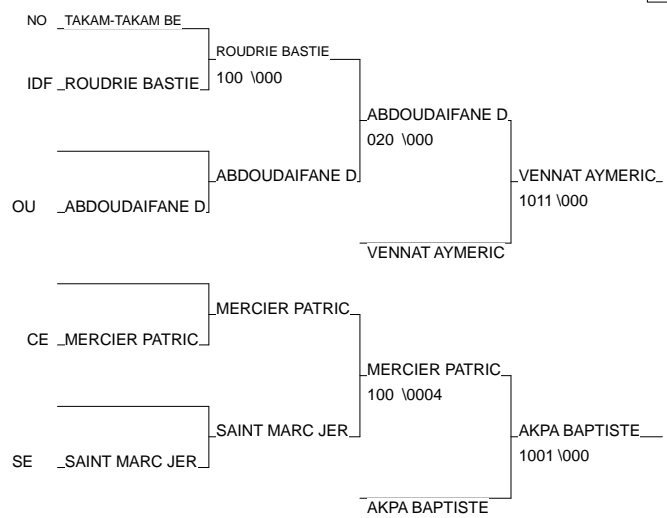 NO TAKAM-TAKAM BE
ROUDRIE BASTIE
100 \000
IDF ROUDRIE BASTIE
ABDOUDAIFANE D
020 \000
ABDOUDAIFANE D
OU ABDOUDAIFANE D
VENNAT AYMERIC
1011 \000
VENNAT AYMERIC
MERCIER PATRIC
CE MERCIER PATRIC
MERCIER PATRIC
100 \0004
SAINT MARC JER
SE SAINT MARC JER
AKPA BAPTISTE
1001 \000
AKPA BAPTISTE